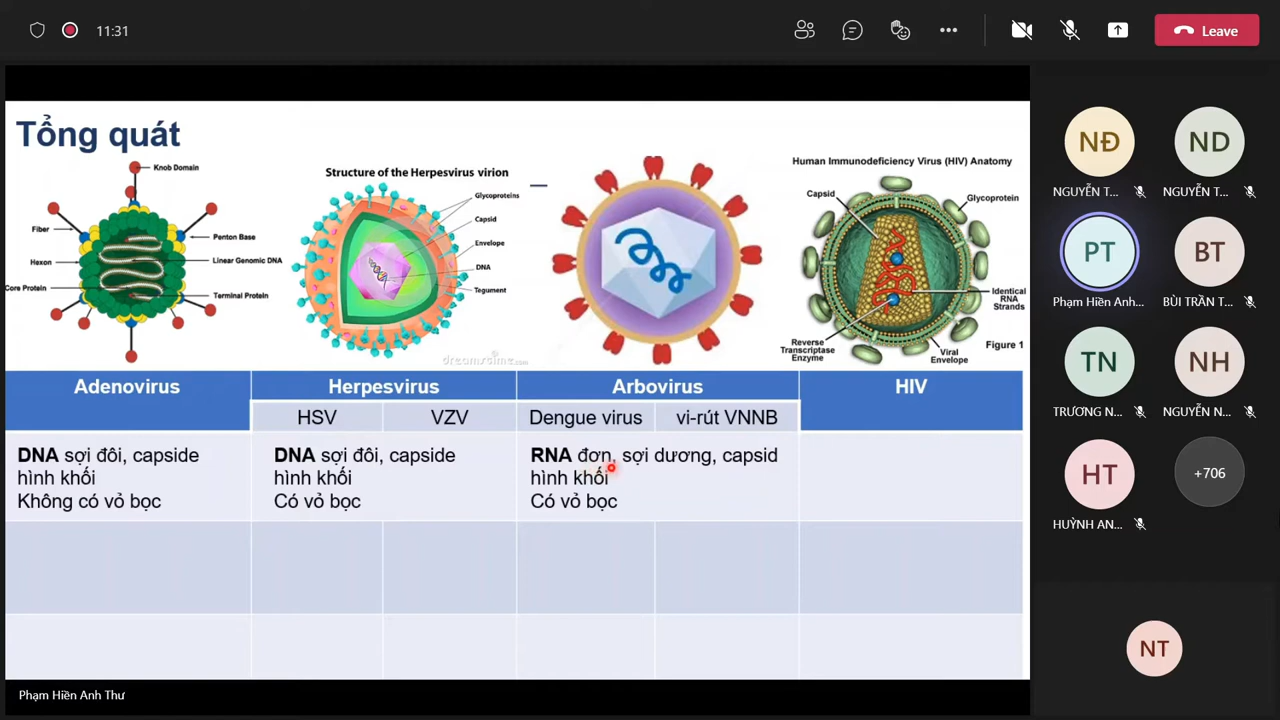 11:31
Leave
Tổng quát
Knob Domain
Fiber
Penton Base
Hexon
Linear Genomic DNA
Core Protein
Terminal Protein
Structure of the Herpesvirus virion
Glycoproteins
Capsid
Envelope
DNA
Tegument
dreamstime.com
Human Immunodeficiency Virus (HIV) Anatomy
Capsid
Glycoprotein
Identical
RNA
Strands
Reverse
Transcriptase
Enzyme
Viral
Envelope
Figure 1
Adenovirus
Herpesvirus
Arbovirus
HIV
HSV
VZV
Dengue virus
vi-rút VNNB
DNA sợi đôi, capside
hình khối
Không có vỏ bọc
DNA sợi đôi, capside
hình khối
Có vỏ bọc
RNA đơn, sợi dương, capsid
hình khối
Có vỏ bọc
Phạm Hiền Anh Thư
NĐ
NGUYỄN T...
ND
NGUYỄN T...
PT
Phạm Hiền Anh...
BT
BÙI TRẦN T...
TN
TRƯƠNG N...
NH
NGUYỄN N...
HT
HUỲNH AN...
+706
NT